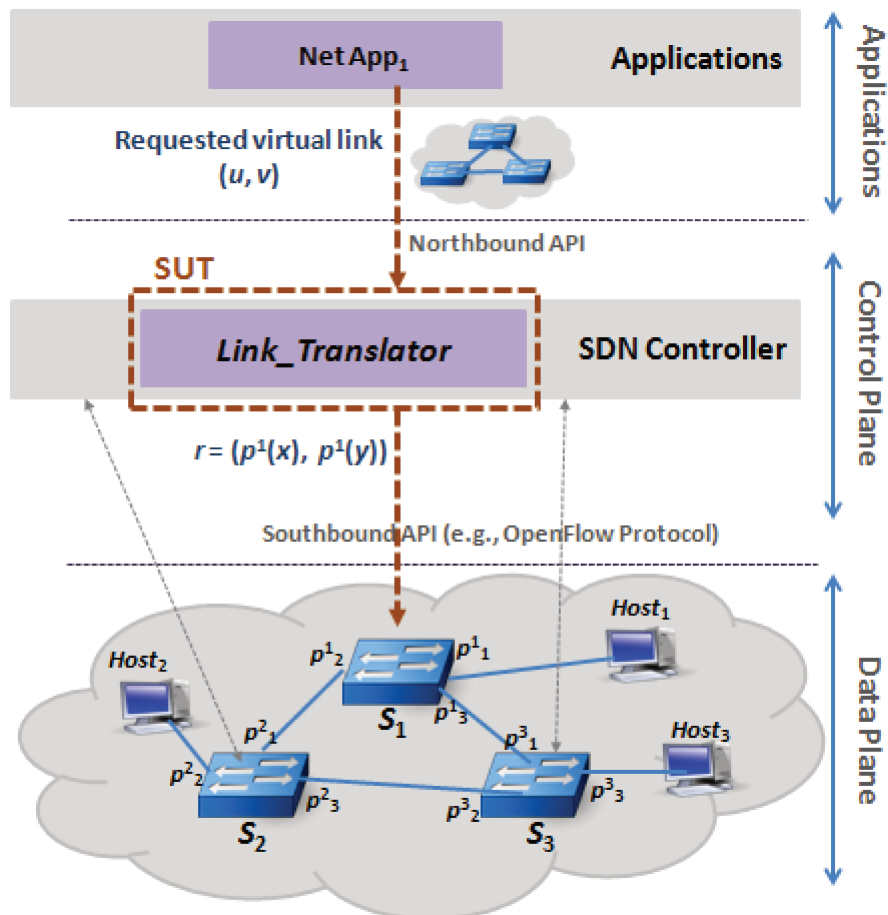 Net App₁
Applications
Applications
Requested virtual link
(u, v)
Northbound API
SUT
Link_Translator
SDN Controller
Control Plane
r = (p¹(x), p¹(y))
Southbound API (e.g., OpenFlow Protocol)
Host₁
p¹₂
p¹₁
Host₂
S₁
p¹₃
Host₃
p²₁
p³₁
p²₂
p²₃
p³₂
p³₃
S₂
S₃
Data Plane